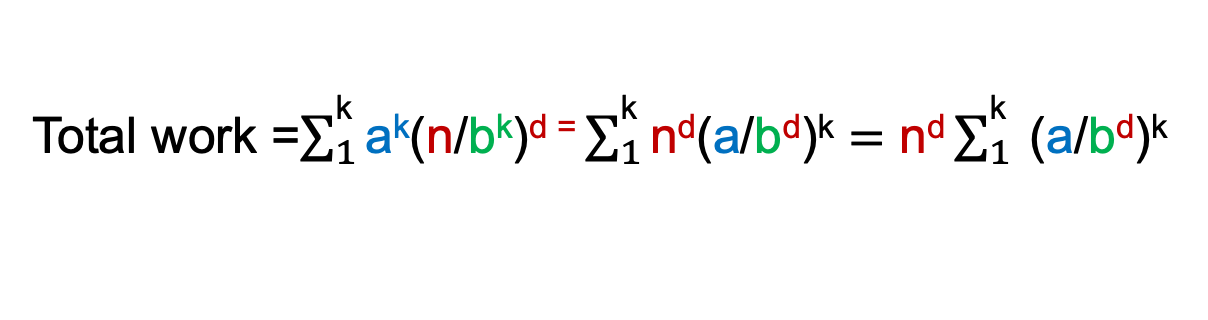 Total work =∑₁ᵏ aᵏ(n/bᵏ)ᵈ ⁼ ∑₁ᵏ nᵈ(a/bᵈ)ᵏ = nᵈ ∑₁ᵏ (a/bᵈ)ᵏ